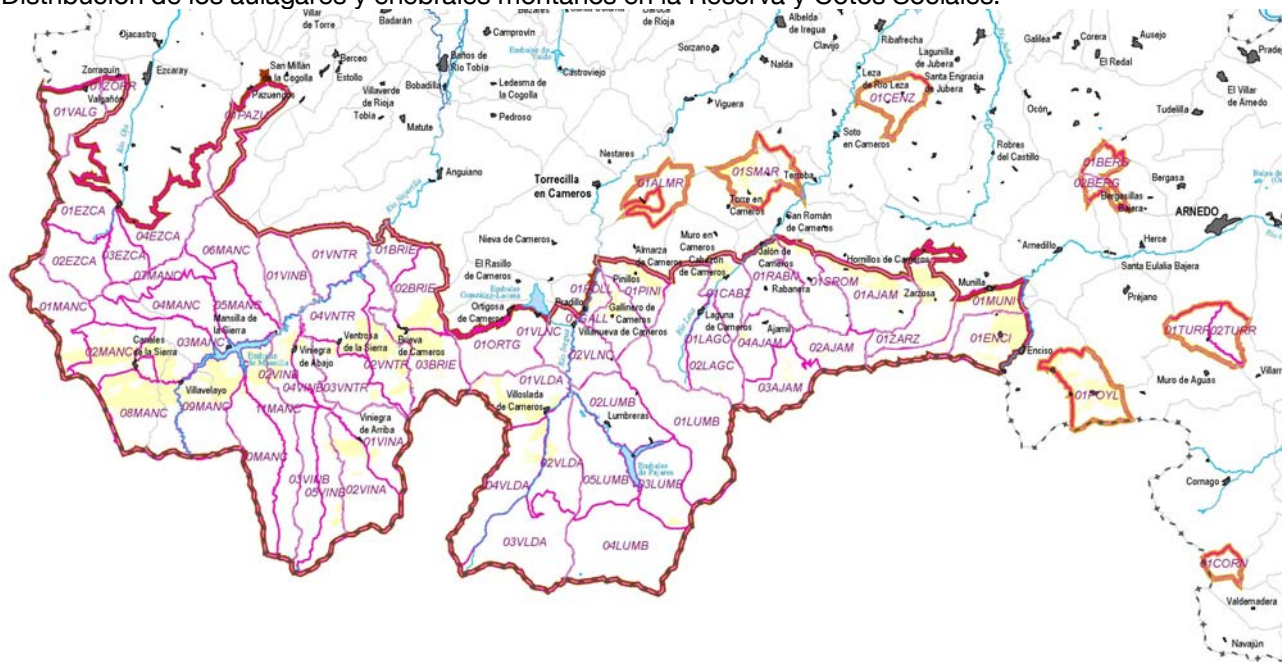 Distribución de los aulagares y enebrales montanos en la Reserva y Cotos Sociales.
Villar
de Torre
Badarán
Camprovín
Ojacastro
Berceo
Estollo
San Millán
de la Cogolla
Baños de
Río Tobía
Castroviejo
Ledesma de
la Cogolla
Zorraquín
Ezcaray
Valgañón
Pazuengos
Villaverde
de Rioja
Bobadilla
Tobía
Matute
Pedroso
Anguiano
de Rioja
Sorzano
Nalda
Viguera
Albelda
de Iregua
Clavijo
Ribafrecha
Leza
de Río Leza
Lagunilla
de Jubera
Santa Engracia
de Jubera
Galilea
Corera
Ausejo
El Redal
Ocón
Tudelilla
El Villar
de Arnedo
Nestares
Torrecilla
en Cameros
Soto
en Cameros
Terroba
Torre en
Cameros
San Román
de Cameros
Robres
del Castillo
Bergasa
Bergasillas
Bajera
ARNEDO
Herce
Arnedillo
Santa Eulalia Bajera
Préjano
Nieva de Cameros
El Rasillo
de Cameros
Ortigosa
de Cameros
Pradillo
Almarza
de Cameros
Muro en
Cameros
Cabezón
de Cameros
Jalón de
Cameros
Rabanera
Hornillos de Cameros
Zarzosa
Munilla
Enciso
Pinillos
Gallinero de
Cameros
Villanueva de Cameros
Laguna
de Cameros
Ajamil
Mansilla de
la Sierra
Canales
de la Sierra
Villavelayo
Viniegra
de Abajo
Ventrosa
de la Sierra
Brieva
de Cameros
Viniegra
de Arriba
Villoslada
de Cameros
Lumbreras
Embalse
de Pajares
Embalse
González-Lacasa
Embalse
de Mansilla
Muro de Aguas
Cornago
Valdemadera
Navajún
01ZORR
01VALG
01PAZU
01EZCA
02EZCA
03EZCA
04EZCA
06MANC
07MANC
01MANC
04MANC
05MANC
03MANC
02MANC
08MANC
09MANC
11MANC
01VINB
01VNTR
04VNTR
01BRIE
02BRIE
03BRIE
02VINB
04VINB
03VNTR
02VNTR
03VINB
05VINB
02VINA
01VINA
01ORTG
01VLNC
02VLNC
01VLDA
02VLDA
04VLDA
03VLDA
01PINI
02LUMB
01LUMB
05LUMB
03LUMB
04LUMB
01CABZ
01LAGC
02LAGC
01RABN
01SROM
01AJAM
04AJAM
02AJAM
03AJAM
01ZARZ
01MUNI
01ENCI
01ALMR
01SMAR
01CENZ
01BERG
02BERG
01TURR
02TURR
01POYL
01CORN